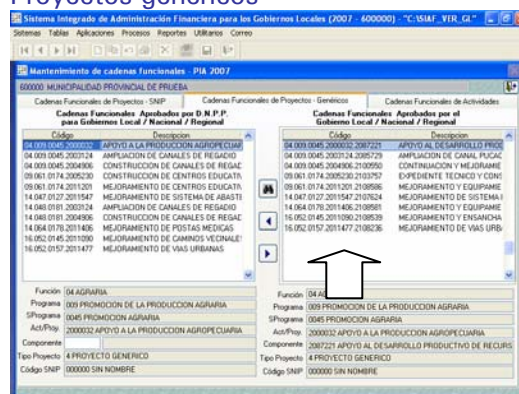 Proyectos genéricos
Sistema Integrado de Administración Financiera para los Gobiernos Locales (2007 - 600000) - "C:\SIAF_VER_GL"
Sistemas Tablas Aplicaciones Procesos Reportes Utilitarios Correo
Mantenimiento de cadenas funcionales - PIA 2007
600000 MUNICIPALIDAD PROVINCIAL DE PRUEBA
Cadenas Funcionales de Proyectos - SNIP
Cadenas Funcionales de Proyectos - Genéricos
Cadenas Funcionales de Actividades
Cadenas Funcionales Aprobados por D.N.P.P.
para Gobiernos Local / Nacional / Regional
Código Descripcion
04.009.0045.2000032 APOYO A LA PRODUCCION AGROPECUAR
04.009.0045.2003124 AMPLIACION DE CANALES DE REGADIO
04.009.0045.2004906 CONSTRUCCION DE CANALES DE REGAD
09.061.0174.2005230 CONSTRUCCION DE CENTROS EDUCATIV
09.061.0174.2011201 MEJORAMIENTO DE CENTROS EDUCATIV
14.047.0127.2011547 MEJORAMIENTO DE SISTEMA DE ABASTE
14.048.0181.2003124 AMPLIACION DE CANALES DE REGADIO
14.048.0181.2004906 CONSTRUCCION DE CANALES DE REGAD
14.064.0178.2011406 MEJORAMIENTO DE POSTAS MEDICAS
16.052.0145.2011090 MEJORAMIENTO DE CAMINOS VECINALE
16.052.0157.2011477 MEJORAMIENTO DE VIAS URBANAS
Función 04 AGRARIA
Programa 009 PROMOCION DE LA PRODUCCION AGRARIA
SPrograma 0045 PROMOCION AGRARIA
Act/Proy. 2000032 APOYO A LA PRODUCCION AGROPECUARIA
Componente
Tipo Proyecto 4 PROYECTO GENERICO
Código SNIP 000000 SIN NOMBRE
Cadenas Funcionales Aprobados por el
Gobierno Local / Nacional / Regional
Código Descripcion
04.009.0045.2000032.2087221 APOYO AL DESARROLLO PROD
04.009.0045.2003124.2085729 AMPLIACION DE CANAL PUCAC
04.009.0045.2004906.2100550 CONTINUACION Y MEJORAMIE
09.061.0174.2005230.2103757 EXPEDIENTE TECNICO Y CONS
09.061.0174.2011201.2108586 MEJORAMIENTO Y EQUIPAMIE
14.047.0127.2011547.2107624 MEJORAMIENTO DE SISTEMA
14.064.0178.2011406.2108581 MEJORAMIENTO Y EQUIPAMIE
16.052.0145.2011090.2108539 MEJORAMIENTO Y ENSANCHA
16.052.0157.2011477.2108236 MEJORAMIENTO DE VIAS URB
Función 04 AG
Programa 009 PROMOCION DE LA PRODUCCION AGRARIA
SPrograma 0045 PROMOCION AGRARIA
Act/Proy. 2000032 APOYO A LA PRODUCCION AGROPECUARIA
Componente 2087221 APOYO AL DESARROLLO PRODUCTIVO DE RECURS
Tipo Proyecto 4 PROYECTO GENERICO
Código SNIP 000000 SIN NOMBRE